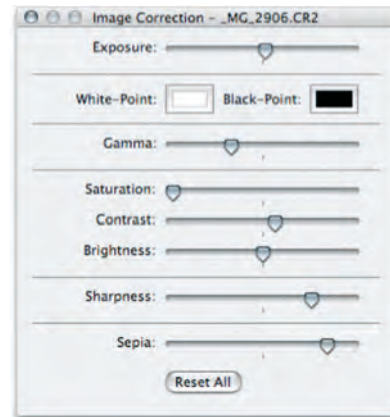 Image Correction - _MG_2906.CR2
Exposure:
White-Point: Black-Point:
Gamma:
Saturation:
Contrast:
Brightness:
Sharpness:
Sepia:
Reset All